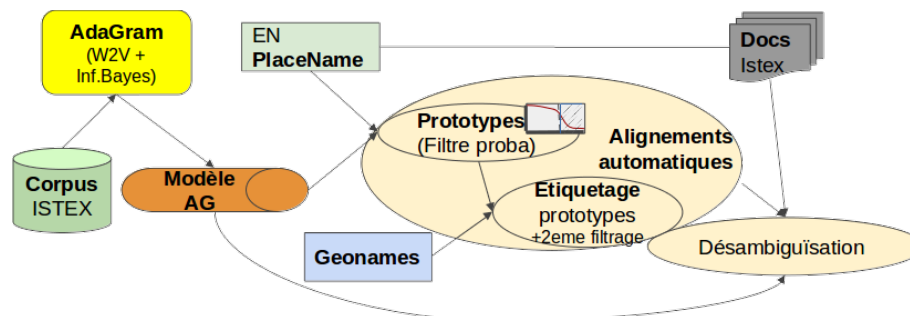 AdaGram
(W2V +
Inf.Bayes)
EN
PlaceName
Docs
Istex
Prototypes
(Filtre proba)
Alignements
automatiques
Corpus
ISTEX
Modèle
AG
Etiquetage
prototypes
+2eme filtrage
Geonames
Désambiguïsation